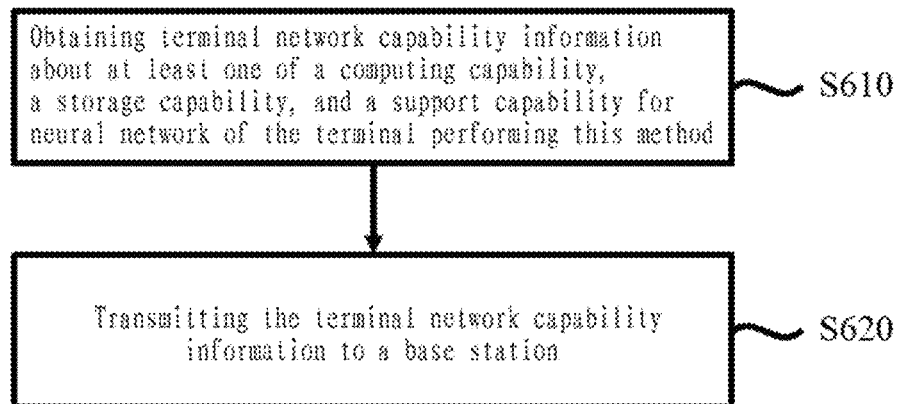 Obtaining terminal network capability information
about at least one of a computing capability,
a storage capability, and a support capability for
neural network of the terminal performing this method
S610
Transmitting the terminal network capability
information to a base station
S620